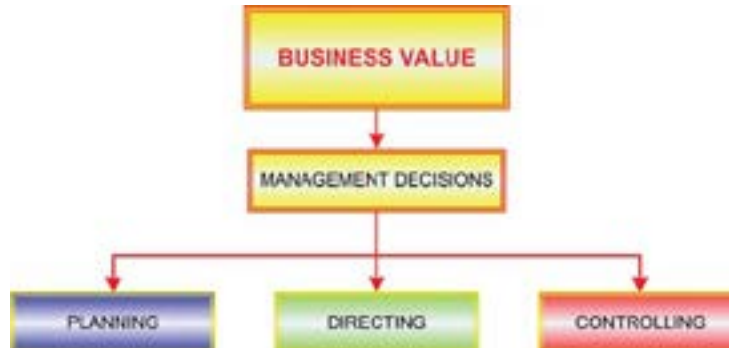 BUSINESS VALUE
MANAGEMENT DECISIONS
PLANNING
DIRECTING
CONTROLLING